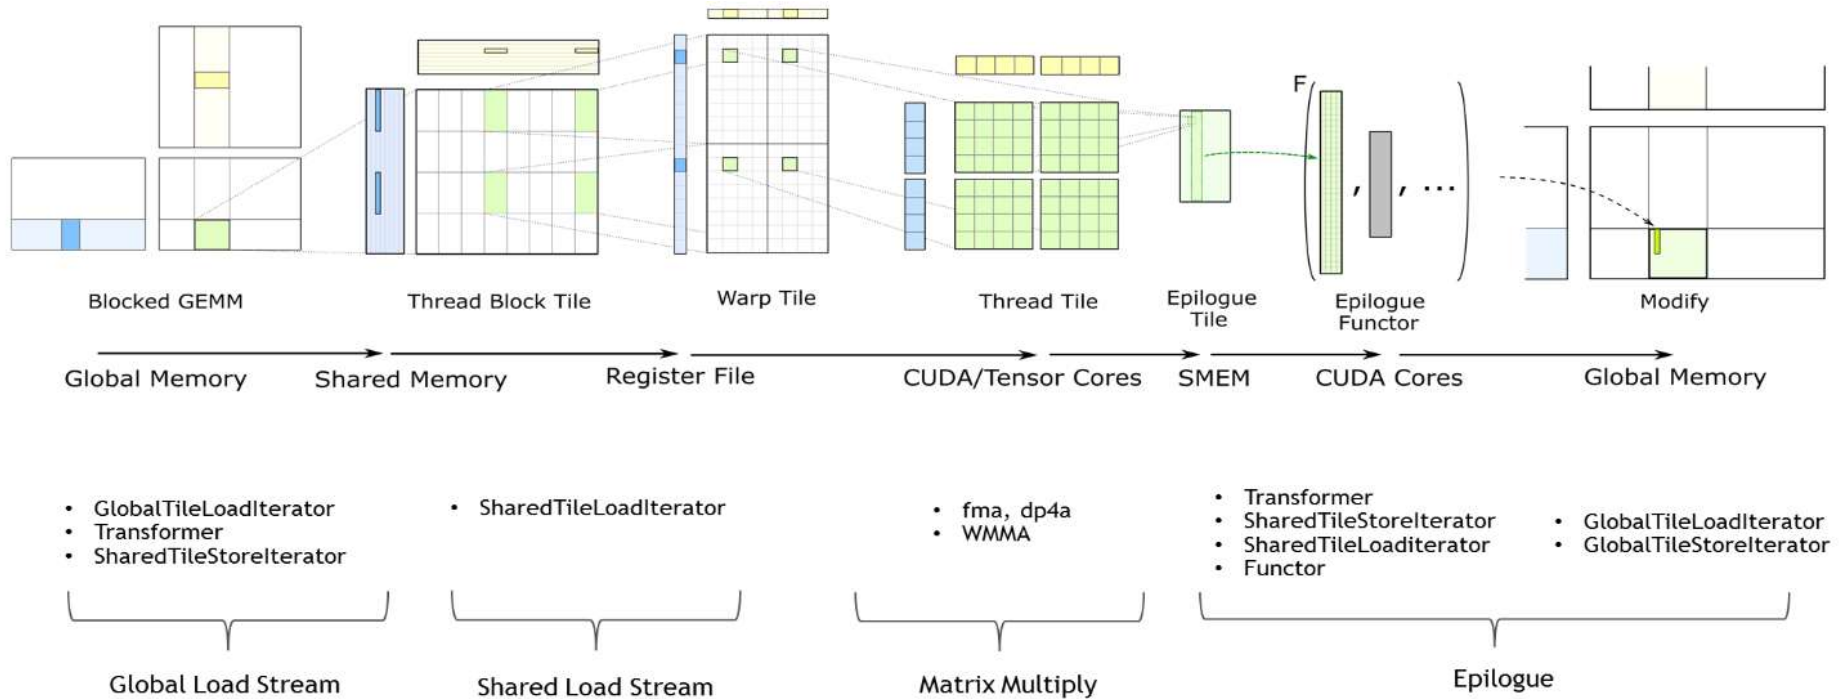 F
, , ...
Blocked GEMM
Thread Block Tile
Warp Tile
Thread Tile
Epilogue
Tile
Epilogue
Functor
Modify
Global Memory
Shared Memory
Register File
CUDA/Tensor Cores
SMEM
CUDA Cores
Global Memory
• GlobalTileLoadIterator
• Transformer
• SharedTileStoreIterator
• SharedTileLoadIterator
• fma, dp4a
• WMMA
• Transformer
• SharedTileStoreIterator
• SharedTileLoaditerator
• Functor
• GlobalTileLoadIterator
• GlobalTileStoreIterator
Global Load Stream
Shared Load Stream
Matrix Multiply
Epilogue